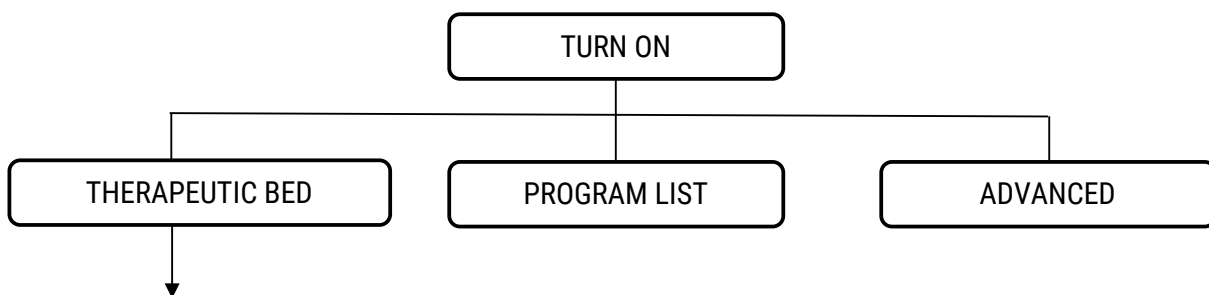 TURN ON
THERAPEUTIC BED
PROGRAM LIST
ADVANCED